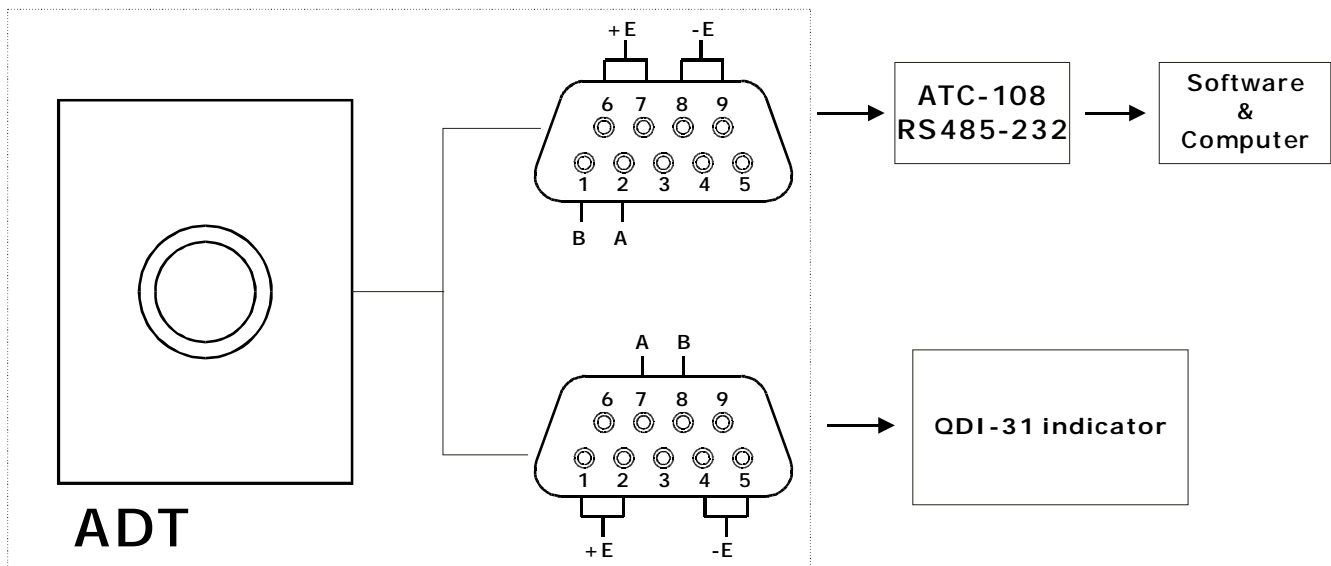 +E -E
6 7 8 9
1 2 3 4 5
B A
ATC-108
RS485-232
Software
&
Computer
A B
6 7 8 9
1 2 3 4 5
+E -E
QDI-31 indicator
ADT